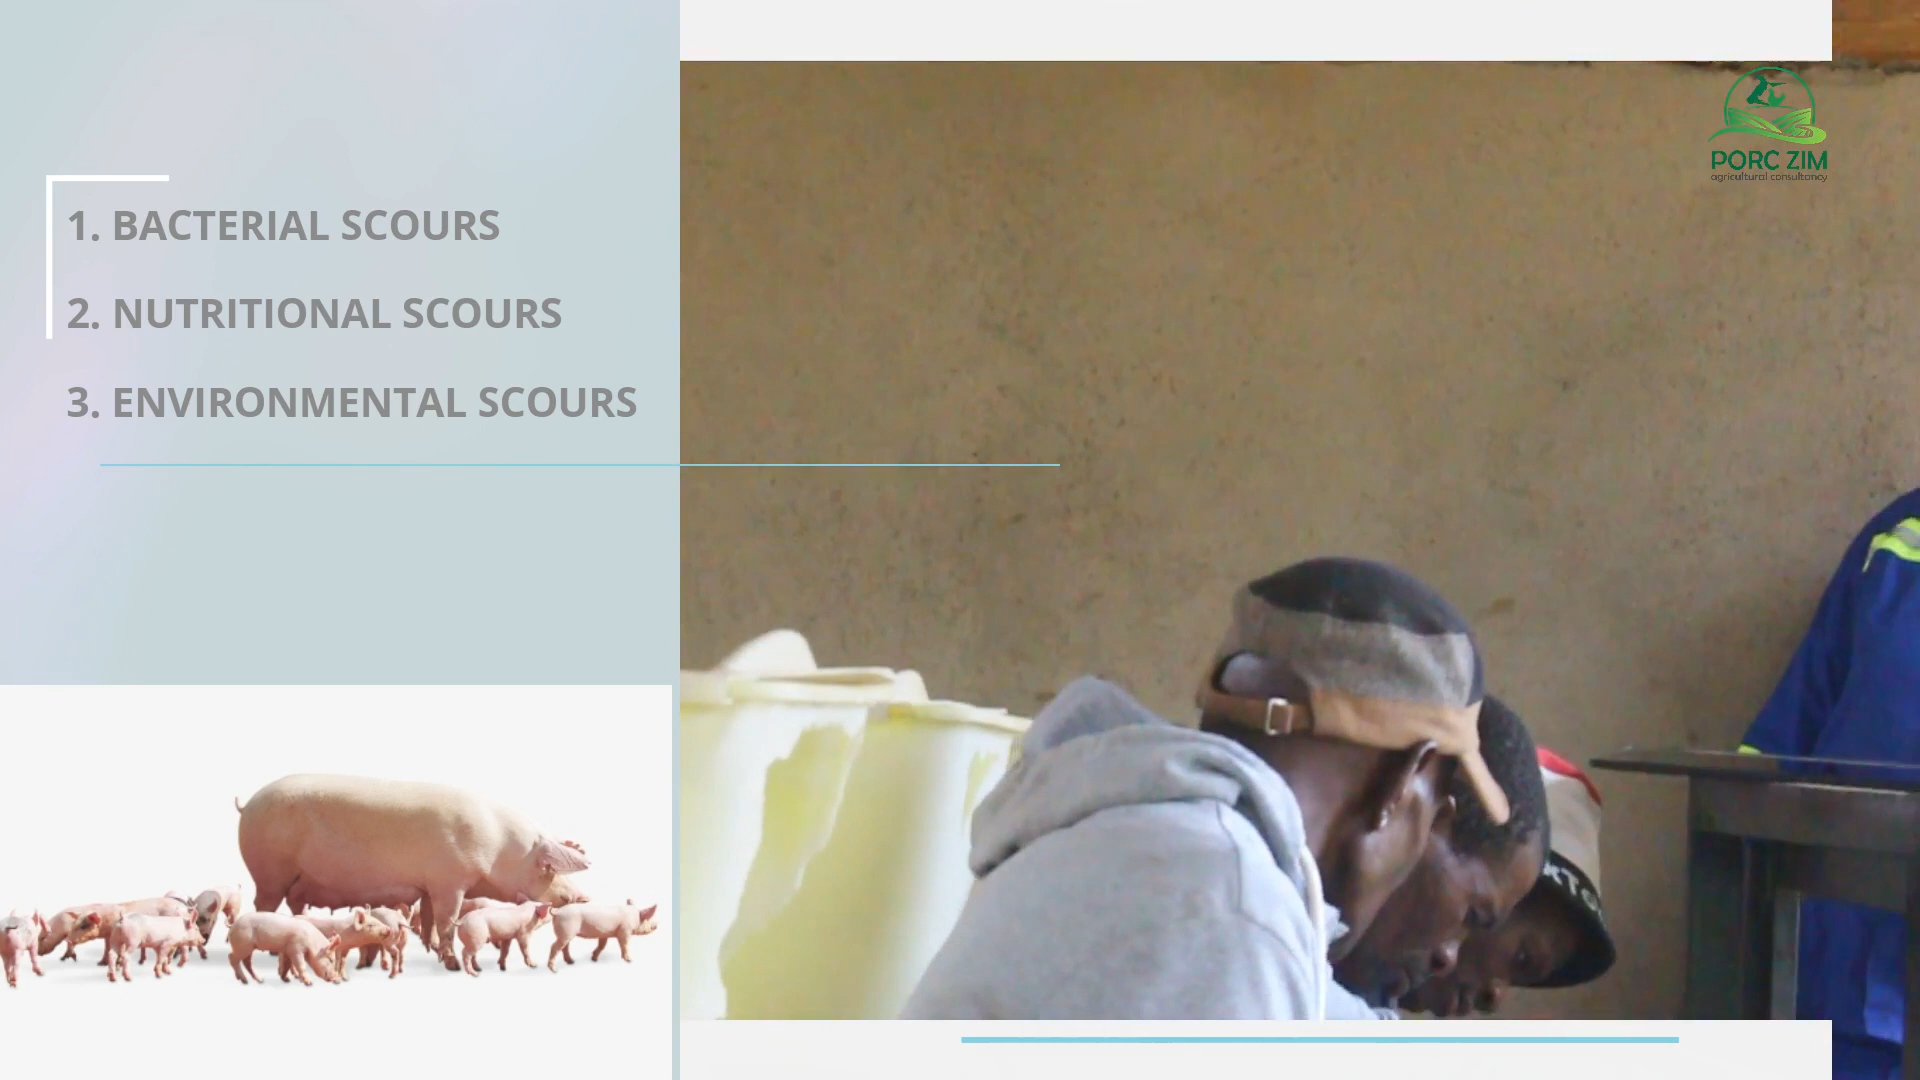 1. BACTERIAL SCOURS
2. NUTRITIONAL SCOURS
3. ENVIRONMENTAL SCOURS
PORC ZIM
agricultural consultancy